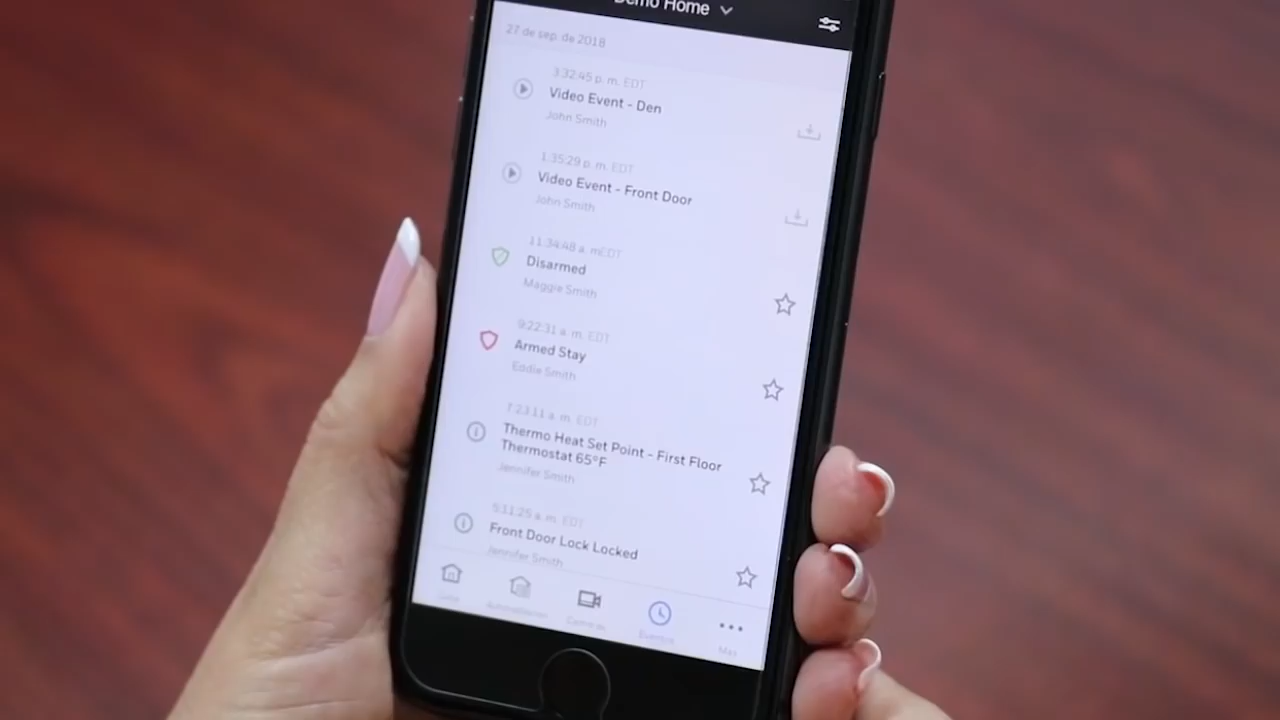 Demo Home
27 de sep. de 2018
3:32:45 p. m. EDT
Video Event - Den
John Smith
1:35:29 p. m. EDT
Video Event - Front Door
John Smith
11:34:48 a. mEDT
Disarmed
Maggie Smith
9:22:31 a. m. EDT
Armed Stay
Eddie Smith
7:23:11 a. m. EDT
Thermo Heat Set Point - First Floor
Thermostat 65°F
Jennifer Smith
5:11:25 a. m. EDT
Front Door Lock Locked
Jennifer Smith
Eventos
Más